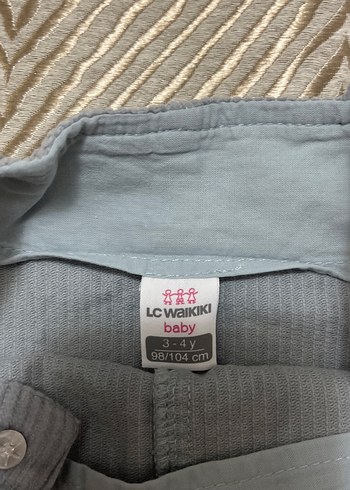 LC WAIKIKI
baby
3 - 4 y
98/104 cm